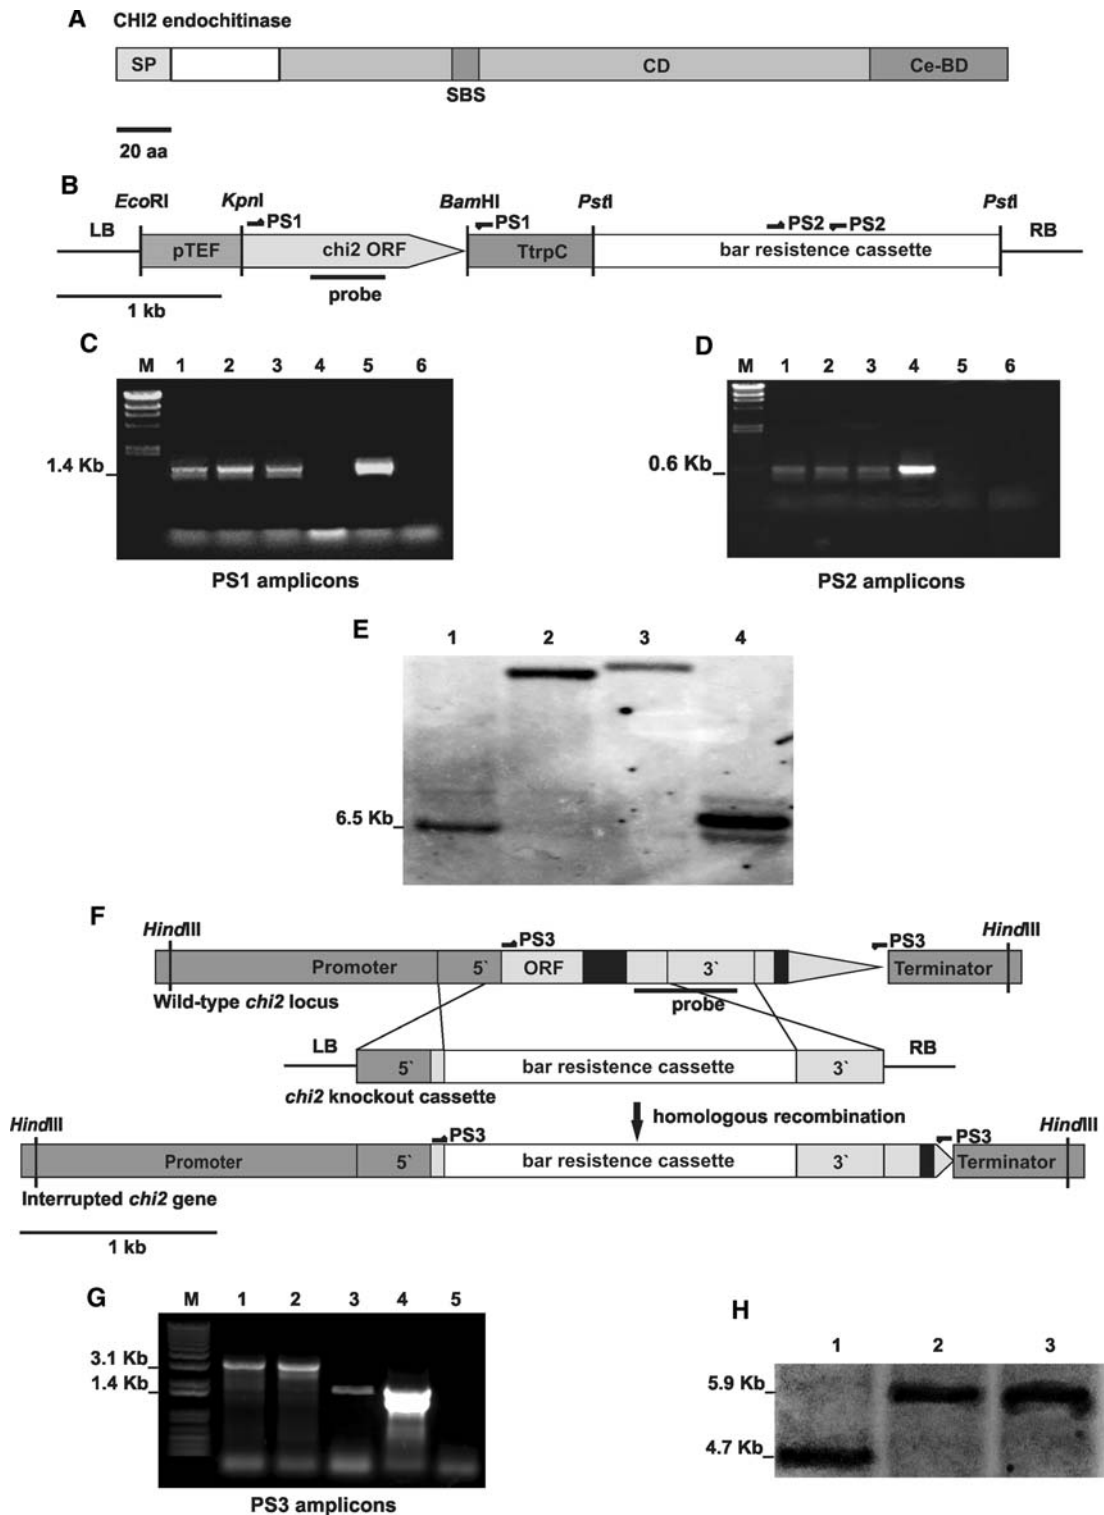 A CHI2 endochitinase
SP CD Ce-BD
SBS
20 aa
B
EcoRI KpnI BamHI PstI PstI
LB PS1 PS1 PS2 PS2 RB
pTEF chi2 ORF TtrpC bar resistence cassette
probe
1 kb
C
M 1 2 3 4 5 6
1.4 Kb
PS1 amplicons
D
M 1 2 3 4 5 6
0.6 Kb
PS2 amplicons
E
1 2 3 4
6.5 Kb
F
HindIII PS3 PS3 HindIII
Promoter 5` ORF 3` Terminator
Wild-type chi2 locus probe
LB RB
5` bar resistence cassette 3`
chi2 knockout cassette
homologous recombination
HindIII PS3 PS3 HindIII
Promoter 5` bar resistence cassette 3` Terminator
Interrupted chi2 gene
1 kb
G
M 1 2 3 4 5
3.1 Kb
1.4 Kb
PS3 amplicons
H
1 2 3
5.9 Kb
4.7 Kb